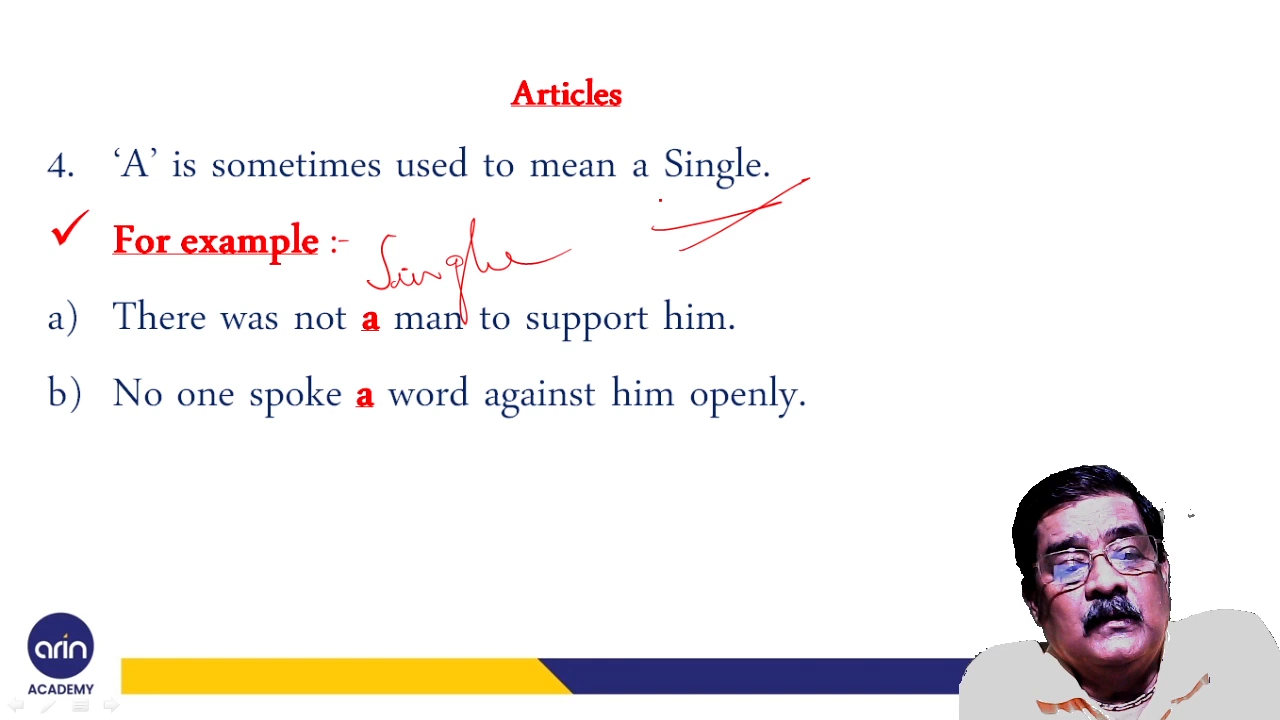 Articles
4. ‘A’ is sometimes used to mean a Single.
For example :-
Single
a) There was not a man to support him.
b) No one spoke a word against him openly.
arin
ACADEMY